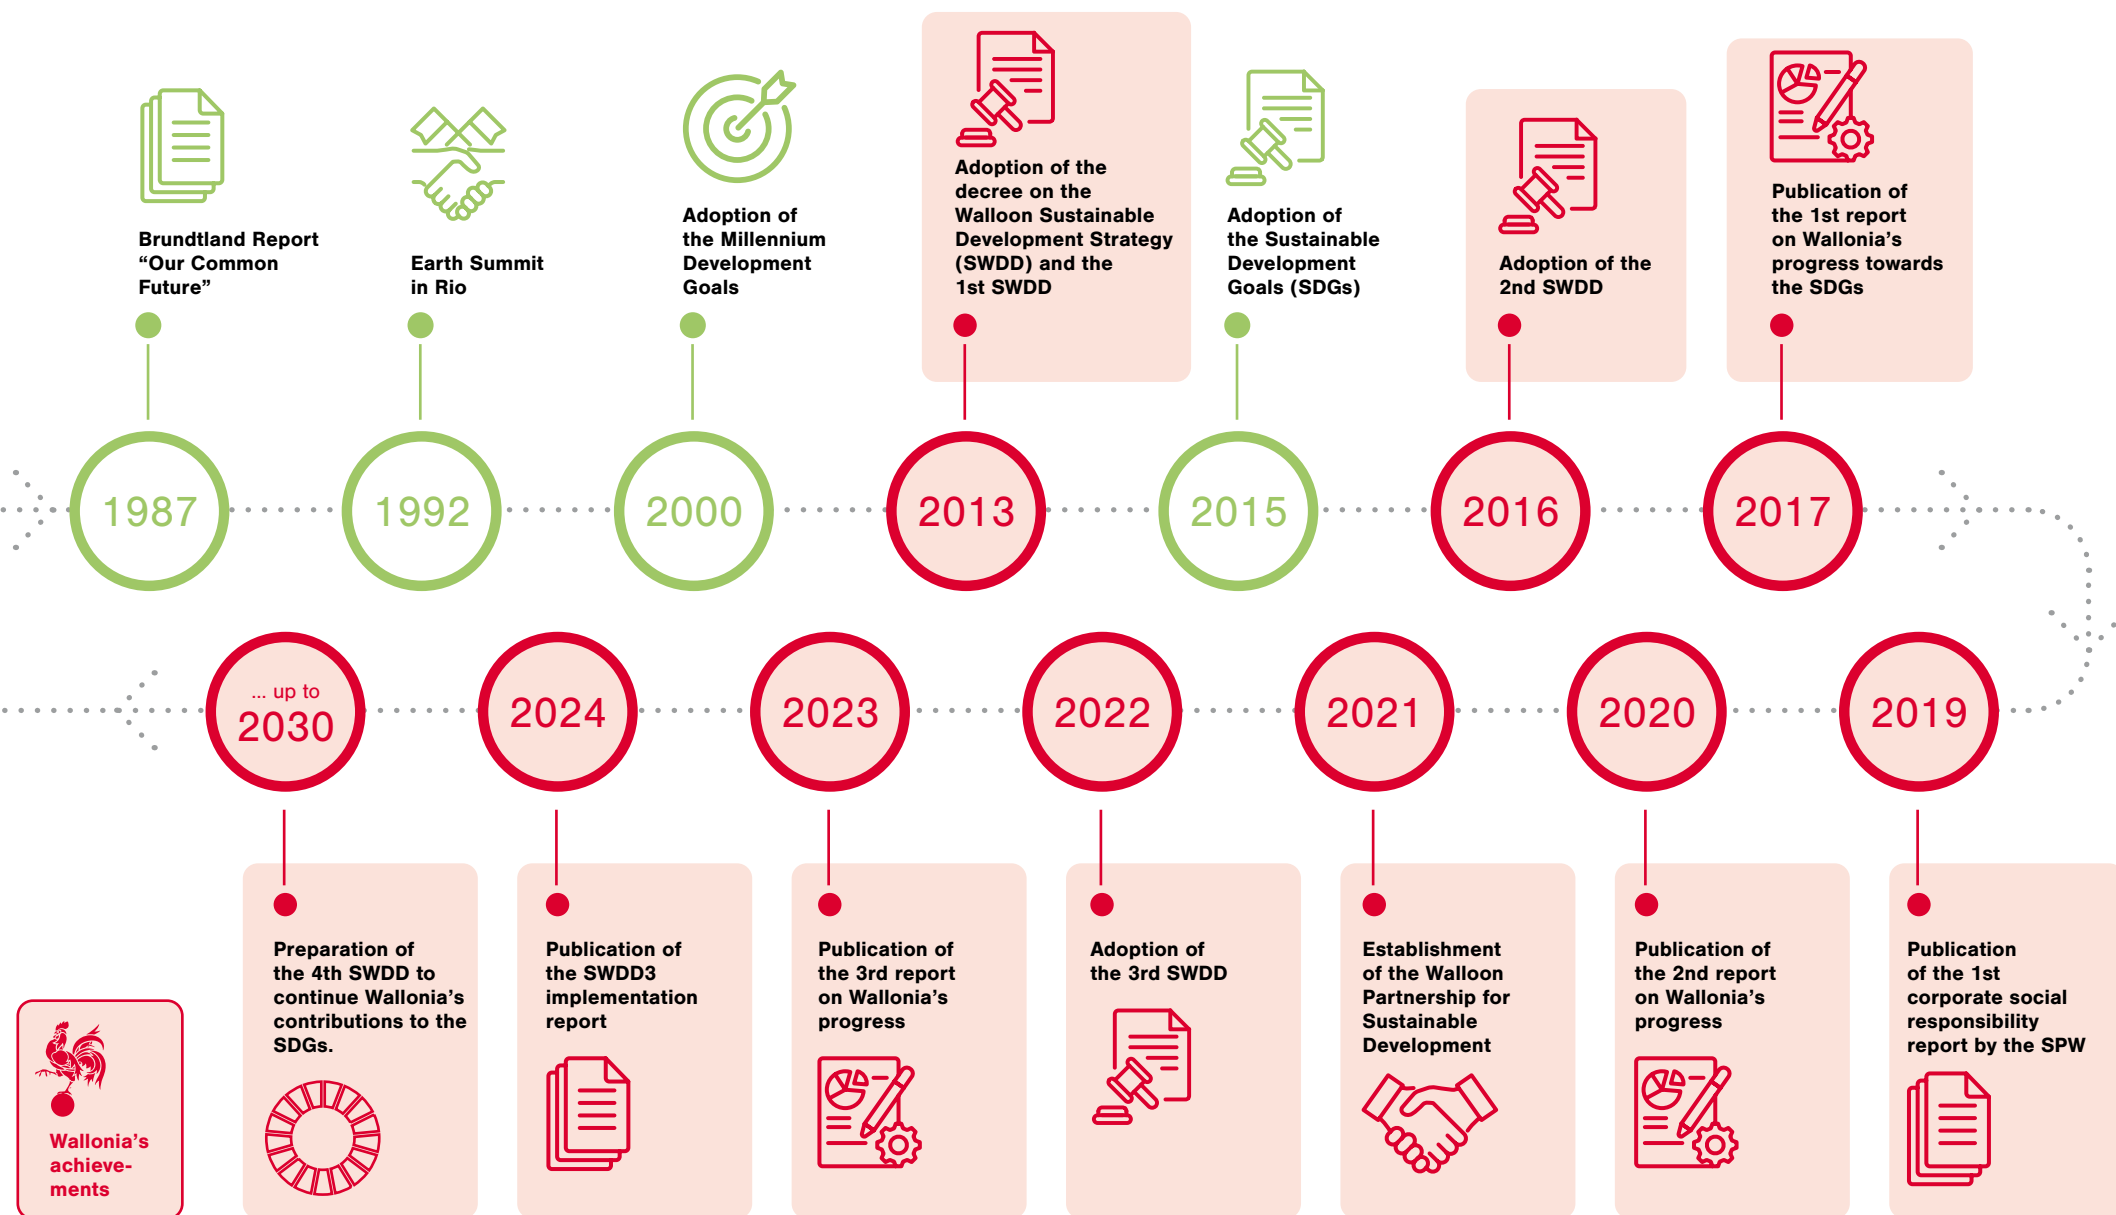 Brundtland Report
“Our Common
Future”
Earth Summit
in Rio
Adoption of
the Millennium
Development
Goals
Adoption of the
decree on the
Walloon Sustainable
Development Strategy
(SWDD) and the
1st SWDD
Adoption of
the Sustainable
Development
Goals (SDGs)
Adoption of the
2nd SWDD
Publication of
the 1st report
on Wallonia’s
progress towards
the SDGs
1987
1992
2000
2013
2015
2016
2017
... up to
2030
2024
2023
2022
2021
2020
2019
Preparation of
the 4th SWDD to
continue Wallonia’s
contributions to the
SDGs.
Publication of
the SWDD3
implementation
report
Publication of
the 3rd report
on Wallonia’s
progress
Adoption of
the 3rd SWDD
Establishment
of the Walloon
Partnership for
Sustainable
Development
Publication of
the 2nd report
on Wallonia’s
progress
Publication
of the 1st
corporate social
responsibility
report by the SPW
Wallonia’s
achieve-
ments